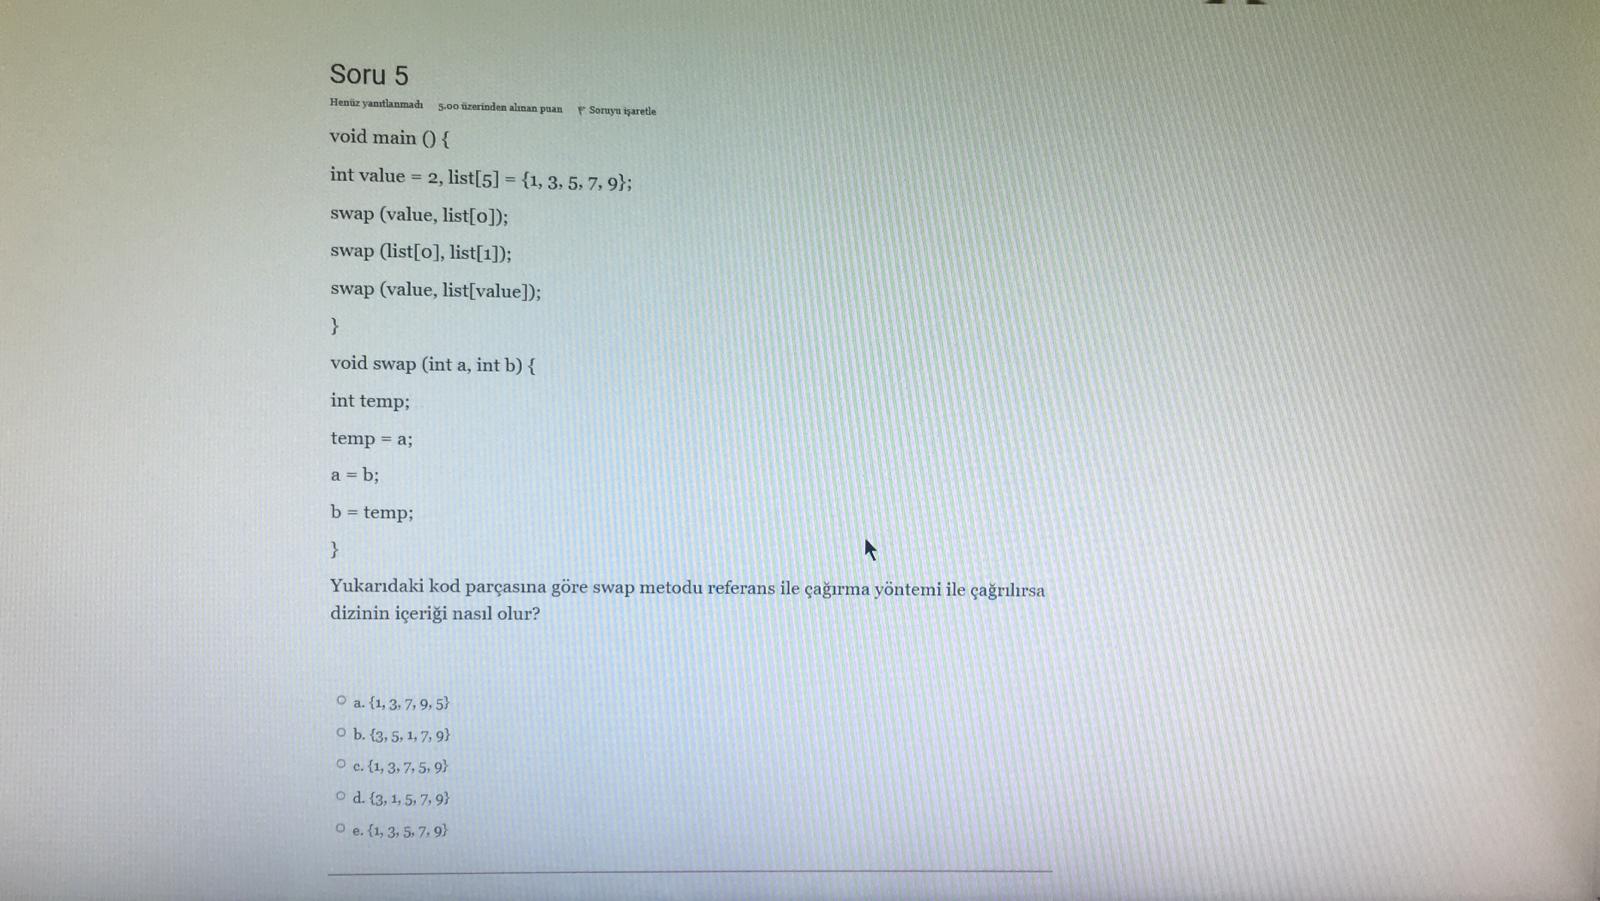 Soru 5
Henüz yanıtlanmadı 5,00 üzerinden alınan puan Soruyu işaretle
void main () {
int value = 2, list[5] = {1, 3, 5, 7, 9};
swap (value, list[0]);
swap (list[0], list[1]);
swap (value, list[value]);
}
void swap (int a, int b) {
int temp;
temp = a;
a = b;
b = temp;
}
Yukarıdaki kod parçasına göre swap metodu referans ile çağırma yöntemi ile çağrılırsa
dizinin içeriği nasıl olur?
a. {1, 3, 7, 9, 5}
b. {3, 5, 1, 7, 9}
c. {1, 3, 7, 5, 9}
d. {3, 1, 5, 7, 9}
e. {1, 3, 5, 7, 9}